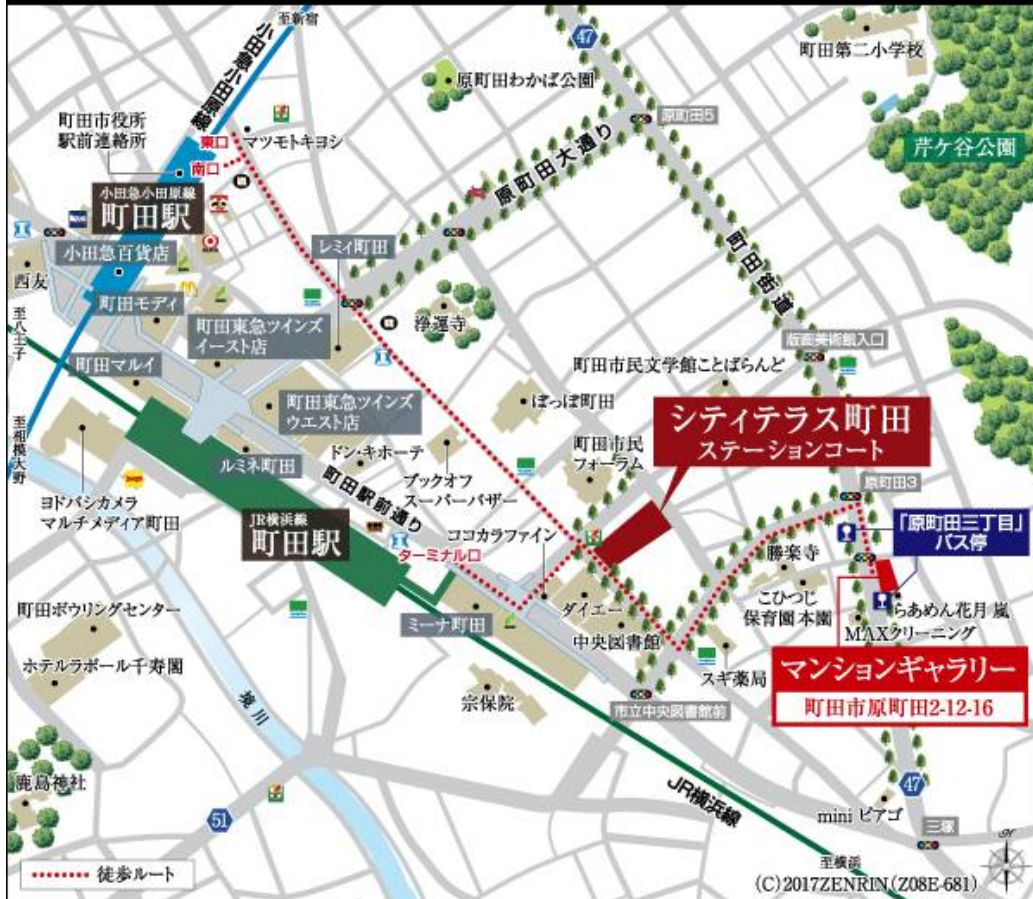 至新宿
小田急小田原線
47
町田第二小学校
原町田わかば公園
町田市役所
駅前連絡所
東口
マツモトキヨシ
南口
原町田5
芹ケ谷公園
原町田大通り
小田急小田原線
町田駅
小田急百貨店
レミィ町田
町田街道
西友
町田モディ
至八王子
町田東急ツインズ
イースト店
浄運寺
版画美術館入口
町田マルイ
町田市民文学館ことばらんど
町田東急ツインズ
ウエスト店
ぽっぽ町田
シティテラス町田
ステーションコート
至相模大野
ドン・キホーテ
町田市民
フォーラム
ルミネ町田
ブックオフ
スーパーバザー
原町田3
ヨドバシカメラ
マルチメディア町田
町田駅前通り
JR横浜線
町田駅
ターミナル口
ココカラファイン
「原町田三丁目」
バス停
勝楽寺
町田ボウリングセンター
ミーナ町田
ダイエー
中央図書館
こひつじ
保育園 本園
らあめん花月 嵐
MAXクリーニング
ホテルラポール千寿園
スギ薬局
マンションギャラリー
町田市原町田2-12-16
境川
宗保院
市立中央図書館前
鹿島神社
51
JR横浜線
47
mini ピアゴ
三塚
徒歩ルート
至横浜
(C)2017ZENRIN(Z08E-681)